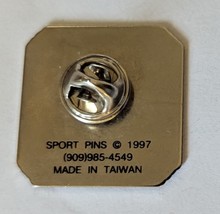 SPORT PINS © 1997
(909)985-4549
MADE IN TAIWAN